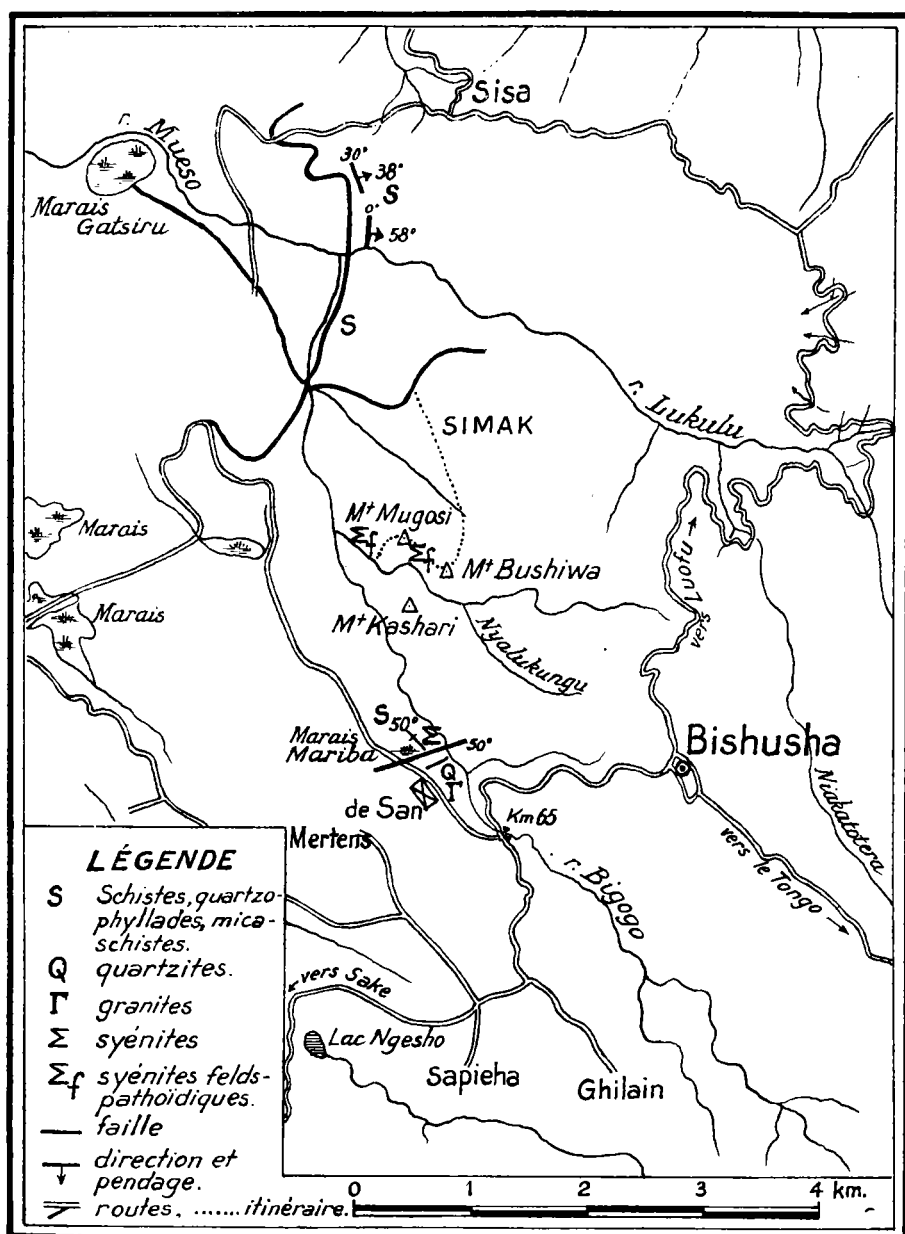 Sisa
r. Mueso
30°
38°
S
Marais
Gatsiru
0°
58°
S
r. Lukulu
SIMAK
Marais
Mt Mugosi
Σf
Σf
Mt Bushiwa
vers Luofu
Marais
Mt Kashari
Nyalukungu
S 50°
Σ
Marais
Mariba
50°
Bishusha
Q
Γ
de San
Niakatotera
Km 65
Mertens
r. Bigogo
vers le Tongo
vers Sake
Lac Ngesho
Sapieha
Ghilain
LÉGENDE
S Schistes, quartzo-
phyllades, mica-
schistes.
Q quartzites.
Γ granites
Σ syénites
Σf syénites felds-
pathoïdiques.
faille
direction et
pendage.
routes, ....... itinéraire.
0 1 2 3 4 km.